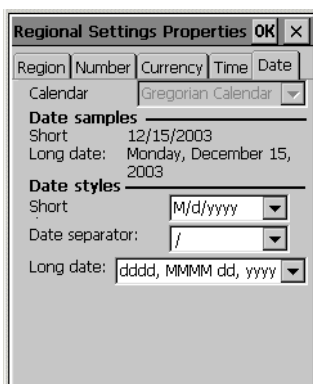 Regional Settings Properties OK ×
Region Number Currency Time Date
Calendar Gregorian Calendar
Date samples
Short 12/15/2003
Long date: Monday, December 15,
2003
Date styles
Short M/d/yyyy
Date separator: /
Long date: dddd, MMMM dd, yyyy